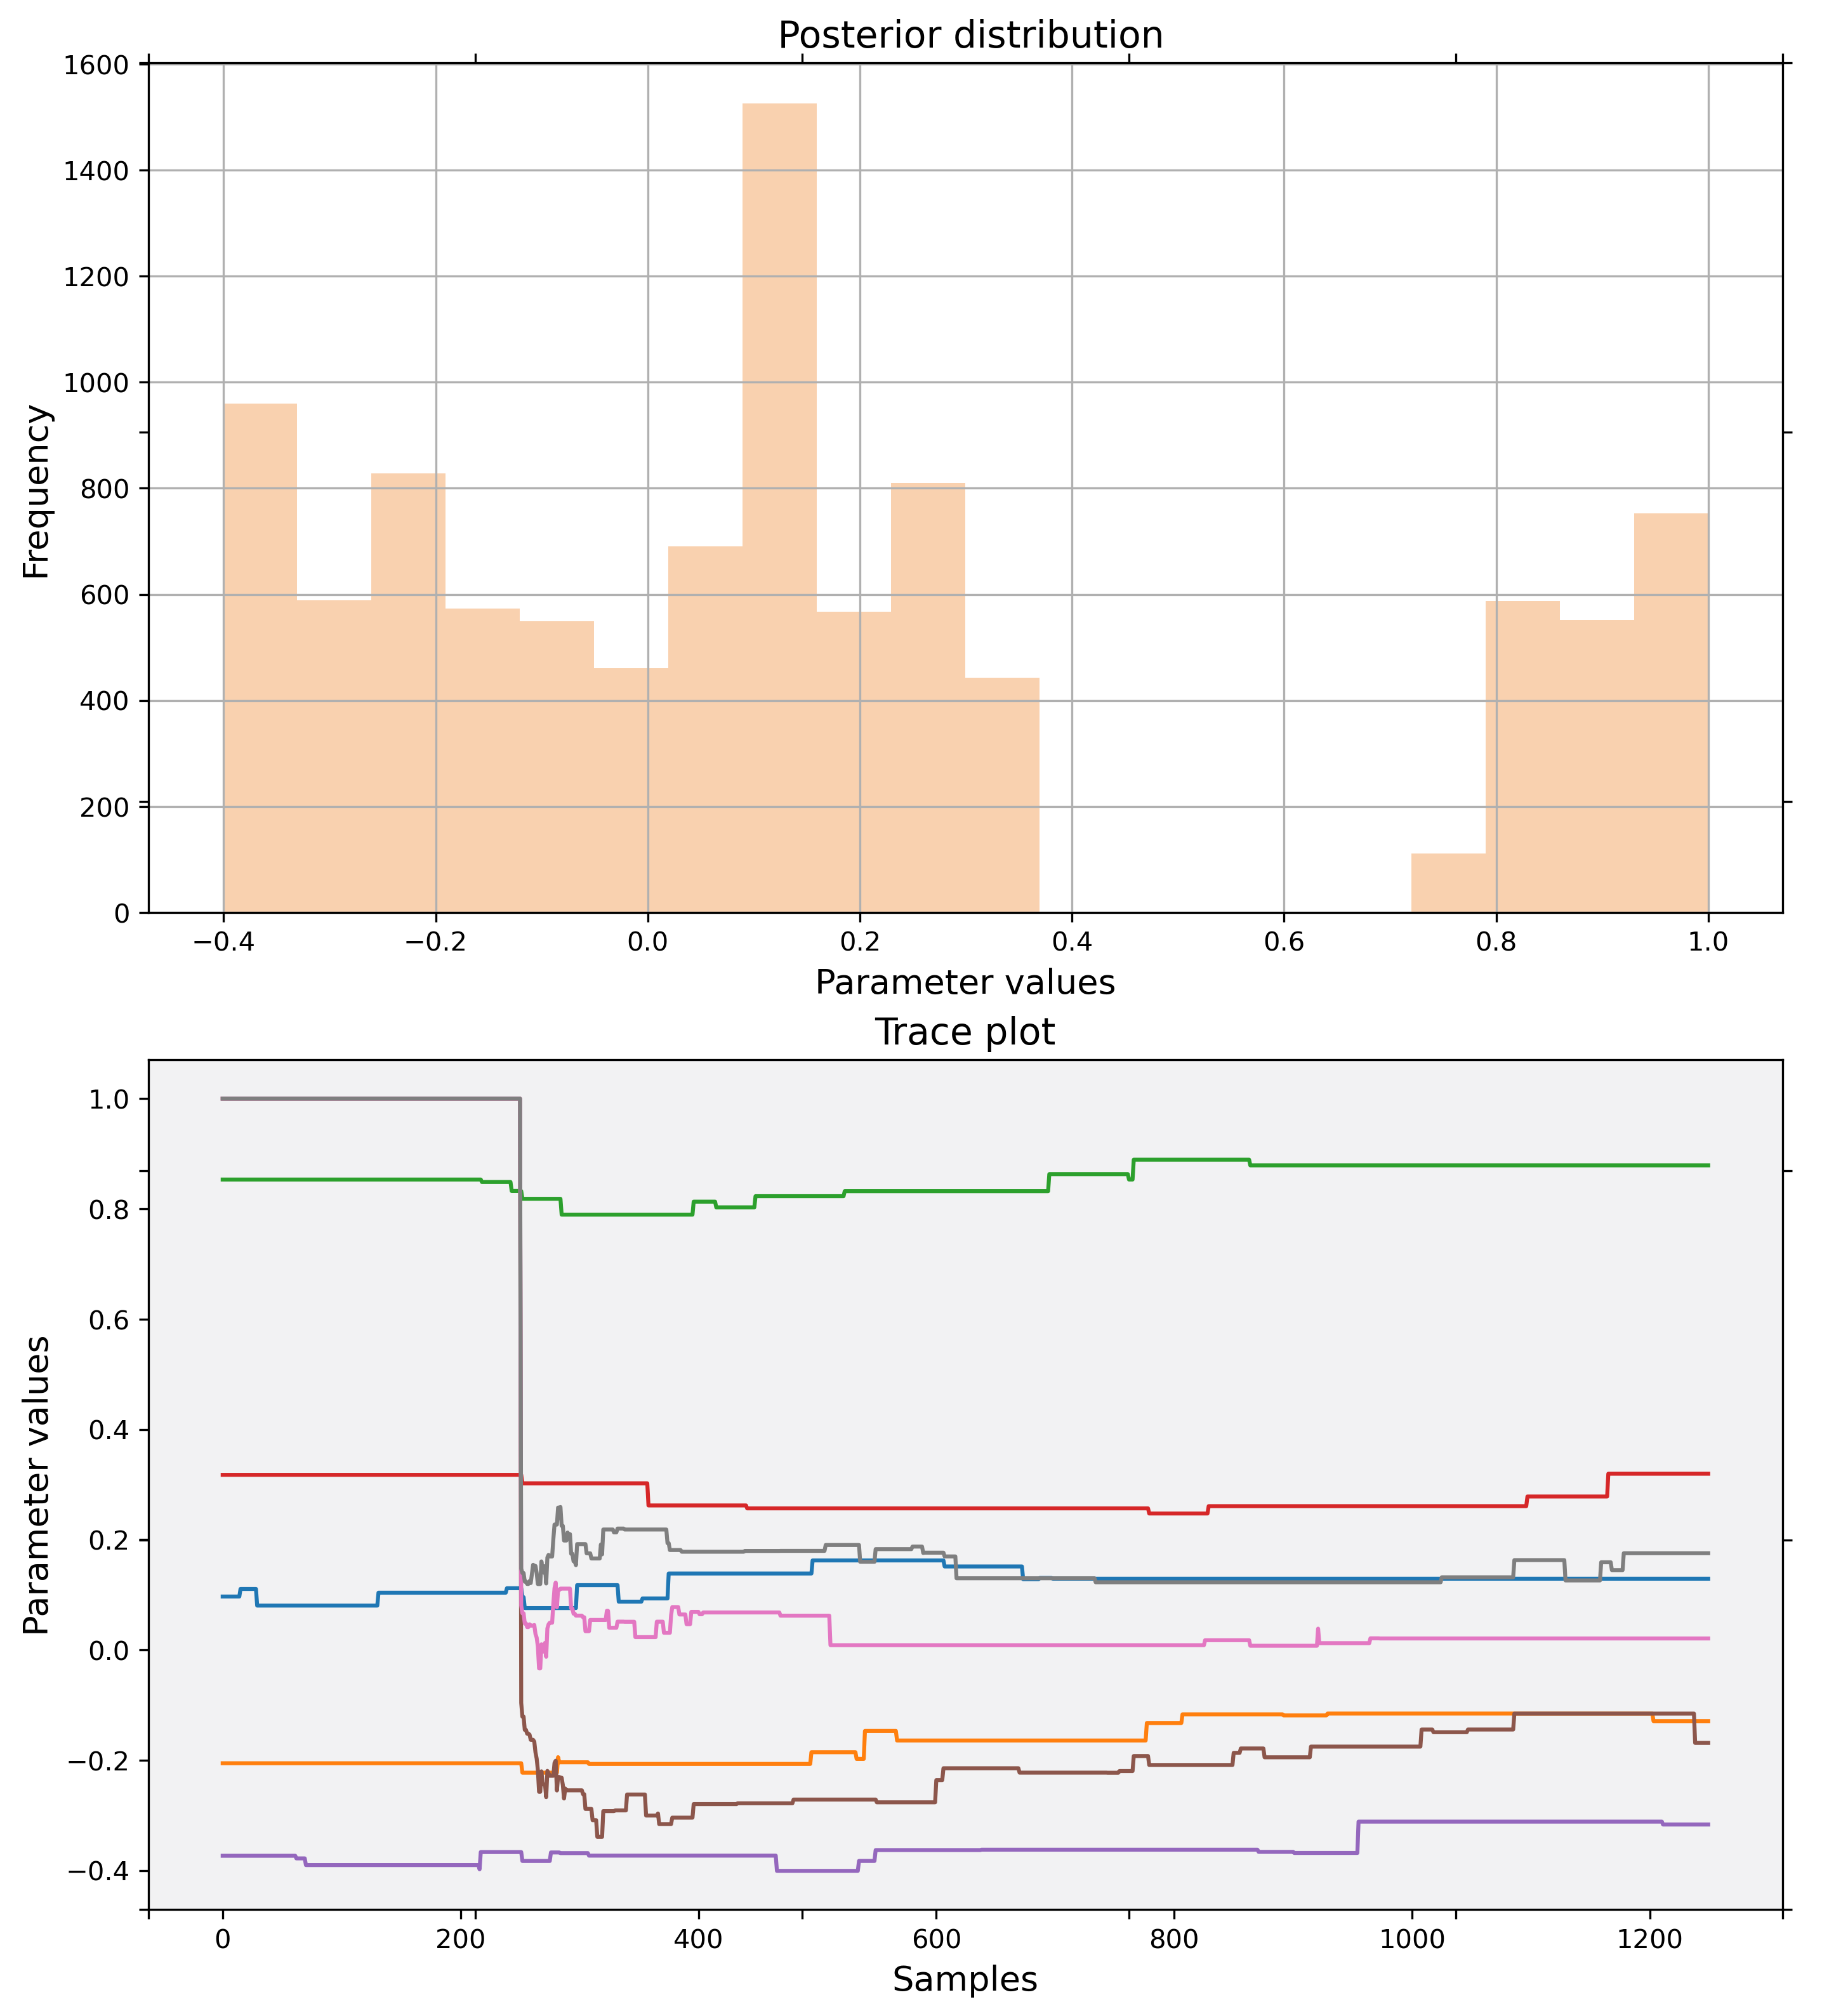 Posterior distribution
1600
1400
1200
1000
800
600
400
200
0
Frequency
−0.4 −0.2 0.0 0.2 0.4 0.6 0.8 1.0
Parameter values
Trace plot
1.0
0.8
0.6
0.4
0.2
0.0
−0.2
−0.4
Parameter values
0 200 400 600 800 1000 1200
Samples